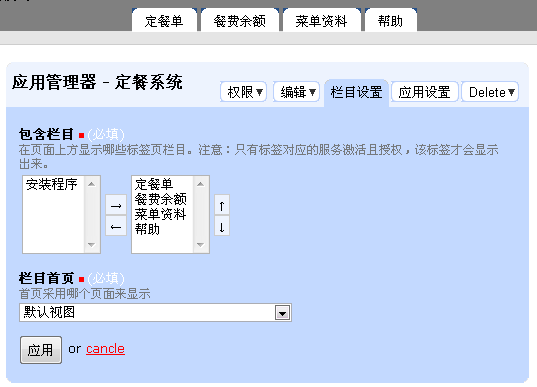 定餐单 餐费余额 菜单资料 帮助
应用管理器 - 定餐系统
权限▾ 编辑▾ 栏目设置 应用设置 Delete▾
包含栏目 (必填)
在页面上方显示哪些标签页栏目。注意：只有标签对应的服务激活且授权，该标签才会显示
出来。
安装程序
→
←
定餐单
餐费余额
菜单资料
帮助
↑
↓
栏目首页 (必填)
首页采用哪个页面来显示
默认视图
应用 or cancle